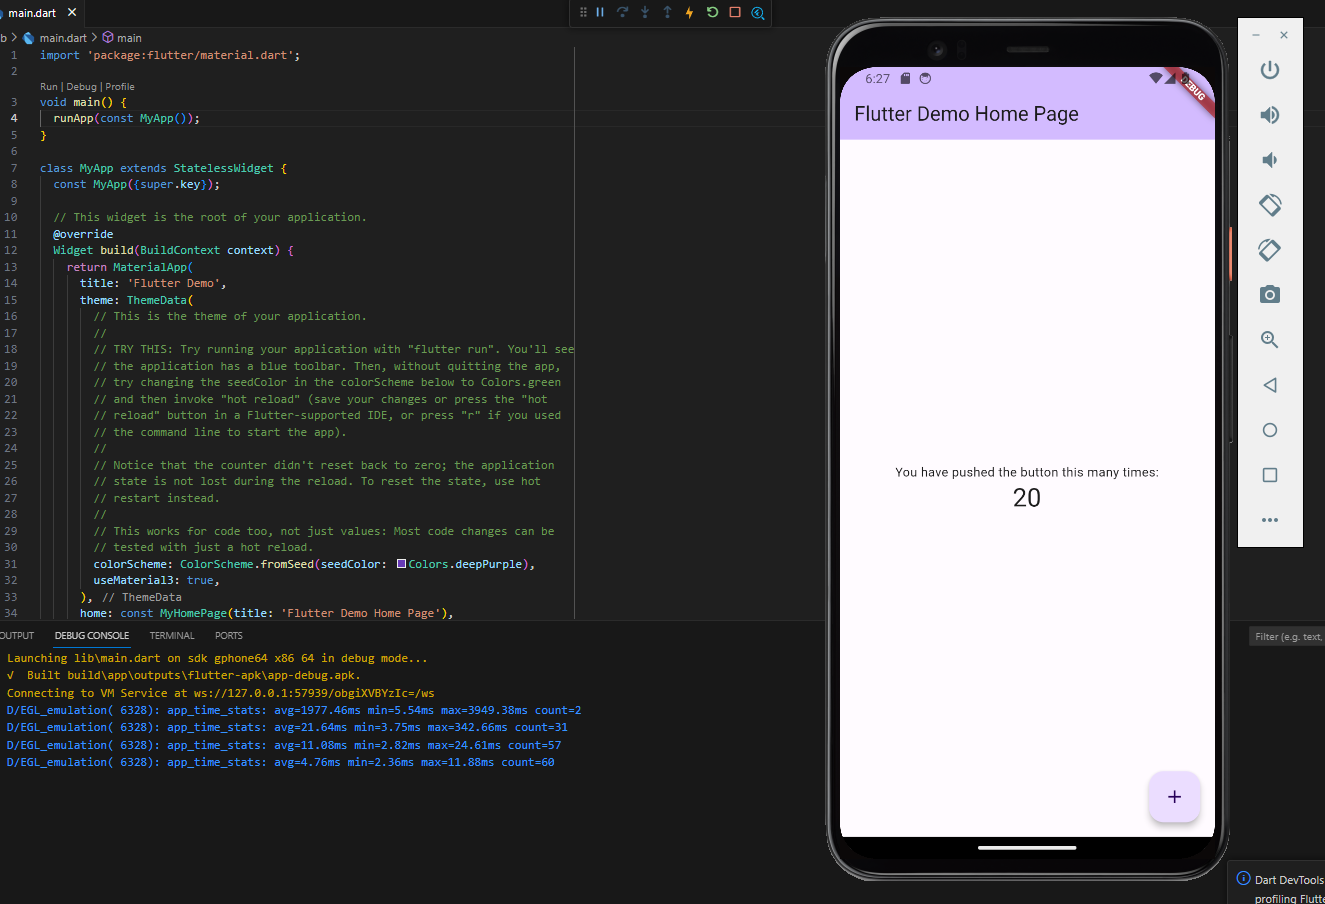 main.dart
b > main.dart > main
1 import 'package:flutter/material.dart';
2
Run | Debug | Profile
3 void main() {
4 runApp(const MyApp());
5 }
6
7 class MyApp extends StatelessWidget {
8 const MyApp({super.key});
9
10 // This widget is the root of your application.
11 @override
12 Widget build(BuildContext context) {
13 return MaterialApp(
14 title: 'Flutter Demo',
15 theme: ThemeData(
16 // This is the theme of your application.
17 //
18 // TRY THIS: Try running your application with "flutter run". You'll see
19 // the application has a blue toolbar. Then, without quitting the app,
20 // try changing the seedColor in the colorScheme below to Colors.green
21 // and then invoke "hot reload" (save your changes or press the "hot
22 // reload" button in a Flutter-supported IDE, or press "r" if you used
23 // the command line to start the app).
24 //
25 // Notice that the counter didn't reset back to zero; the application
26 // state is not lost during the reload. To reset the state, use hot
27 // restart instead.
28 //
29 // This works for code too, not just values: Most code changes can be
30 // tested with just a hot reload.
31 colorScheme: ColorScheme.fromSeed(seedColor: Colors.deepPurple),
32 useMaterial3: true,
33 ), // ThemeData
34 home: const MyHomePage(title: 'Flutter Demo Home Page'),
OUTPUT DEBUG CONSOLE TERMINAL PORTS
Filter (e.g. text,
Launching lib\main.dart on sdk gphone64 x86 64 in debug mode...
√ Built build\app\outputs\flutter-apk\app-debug.apk.
Connecting to VM Service at ws://127.0.0.1:57939/obgiXVBYzIc=/ws
D/EGL_emulation( 6328): app_time_stats: avg=1977.46ms min=5.54ms max=3949.38ms count=2
D/EGL_emulation( 6328): app_time_stats: avg=21.64ms min=3.75ms max=342.66ms count=31
D/EGL_emulation( 6328): app_time_stats: avg=11.08ms min=2.82ms max=24.61ms count=57
D/EGL_emulation( 6328): app_time_stats: avg=4.76ms min=2.36ms max=11.88ms count=60
6:27
DEBUG
Flutter Demo Home Page
You have pushed the button this many times:
20
+
Dart DevTools
profiling Flutte